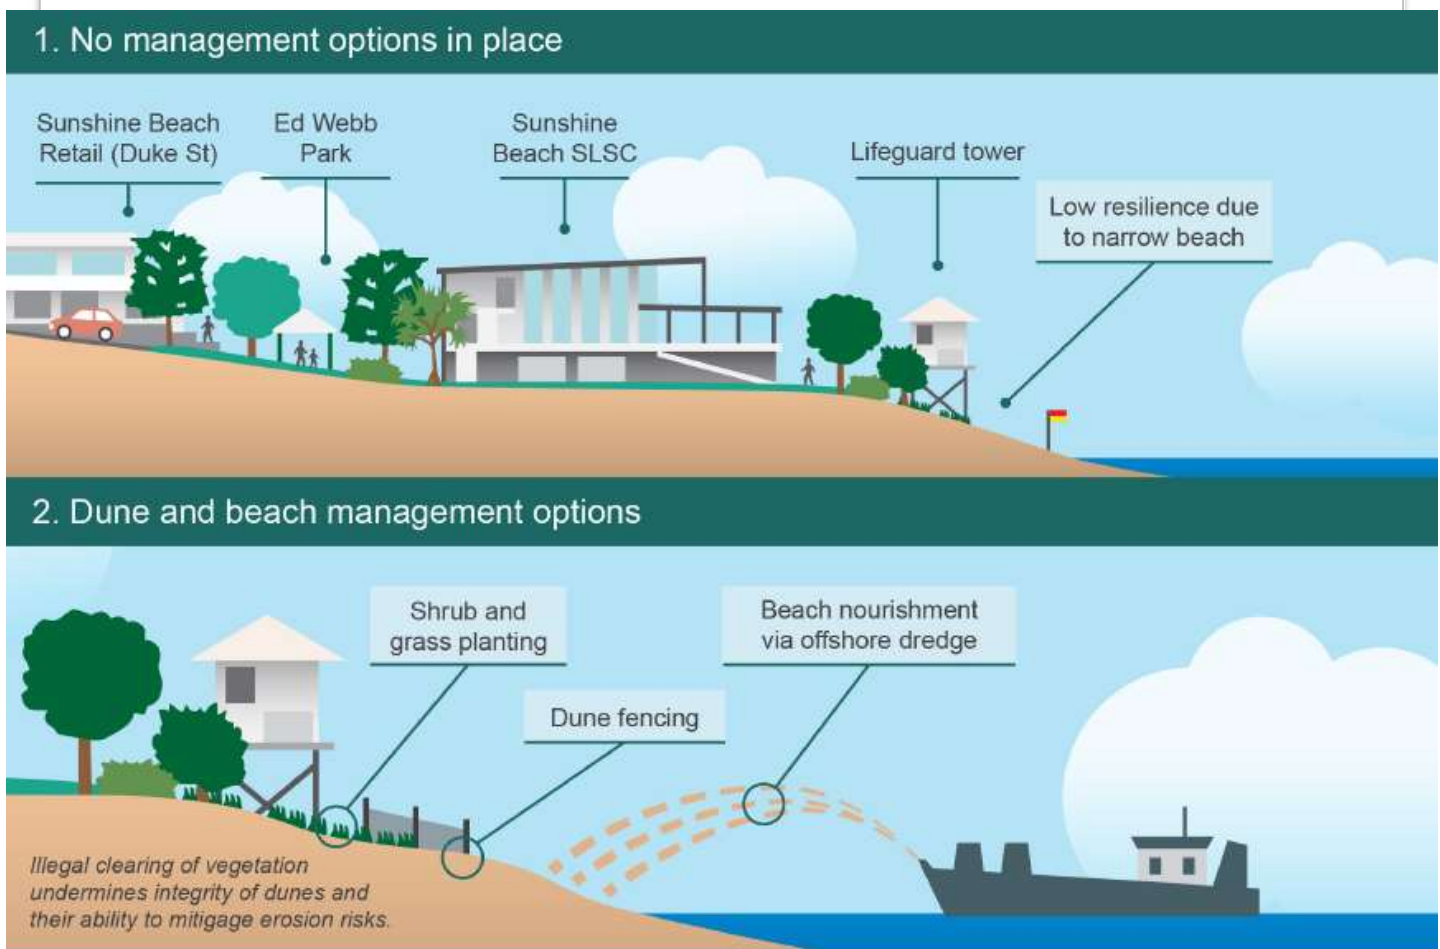 1. No management options in place
Sunshine Beach
Retail (Duke St)
Ed Webb
Park
Sunshine
Beach SLSC
Lifeguard tower
Low resilience due
to narrow beach
2. Dune and beach management options
Shrub and
grass planting
Dune fencing
Beach nourishment
via offshore dredge
Illegal clearing of vegetation
undermines integrity of dunes and
their ability to mitigage erosion risks.